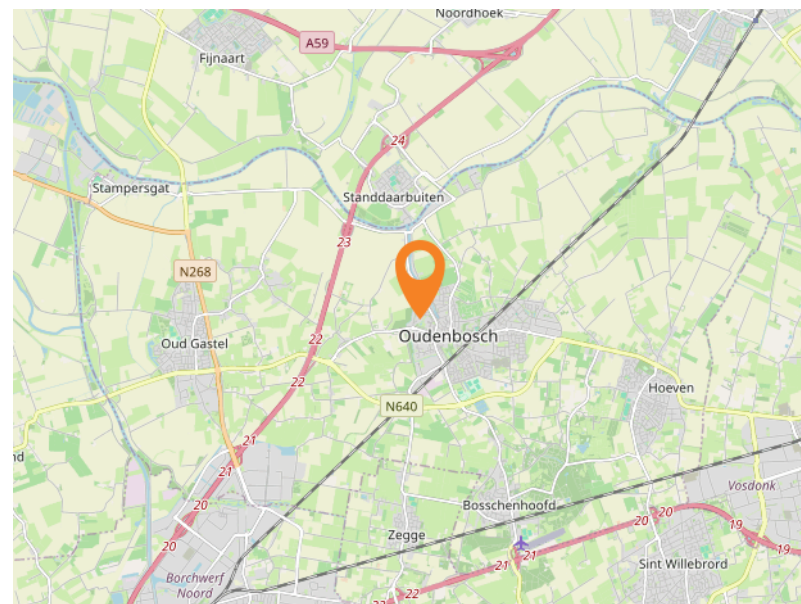 Noordhoek
A59
Fijnaart
24
Stampersgat
Standdaarbuiten
23
N268
Oudenbosch
22
Oud Gastel
22
Hoeven
N640
21
nd
21
Vosdonk
20
Bosschenhoofd
20
20
19
19
Zegge
20
21
Sint Willebrord
21
Borchwerf
Noord
22
22